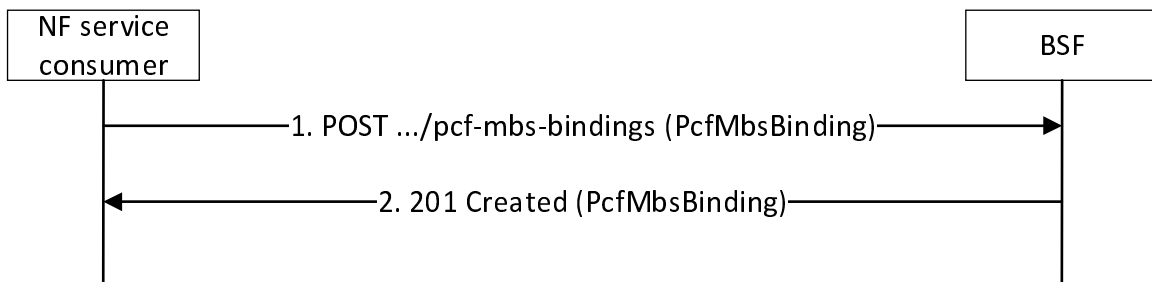 NF service
consumer
BSF
1. POST .../pcf-mbs-bindings (PcfMbsBinding)
2. 201 Created (PcfMbsBinding)